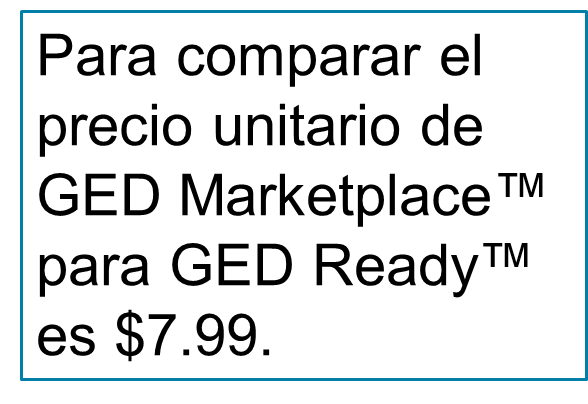 Para comparar el
precio unitario de
GED Marketplace™
para GED Ready™
es $7.99.